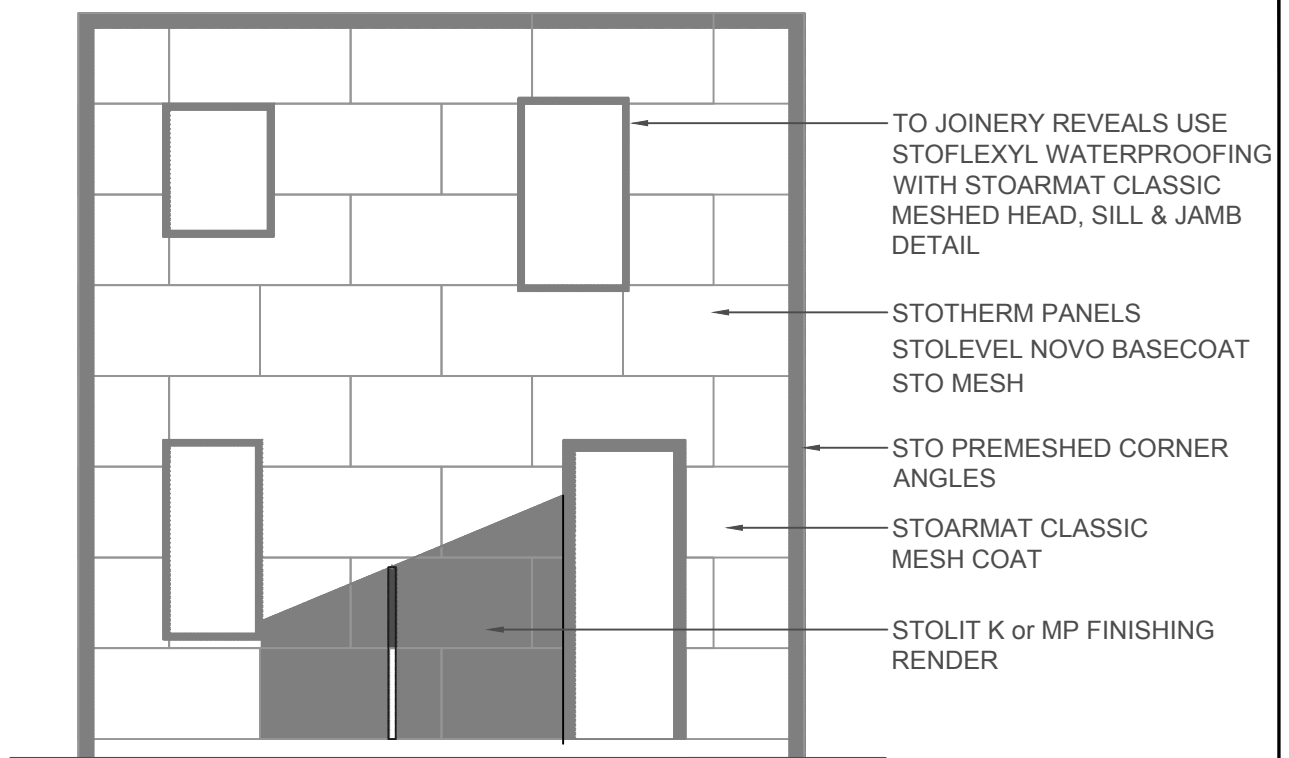 TO JOINERY REVEALS USE
STOFLEXYL WATERPROOFING
WITH STOARMAT CLASSIC
MESHED HEAD, SILL & JAMB
DETAIL
STOTHERM PANELS
STOLEVEL NOVO BASECOAT
STO MESH
STO PREMESHED CORNER
ANGLES
STOARMAT CLASSIC
MESH COAT
STOLIT K or MP FINISHING
RENDER